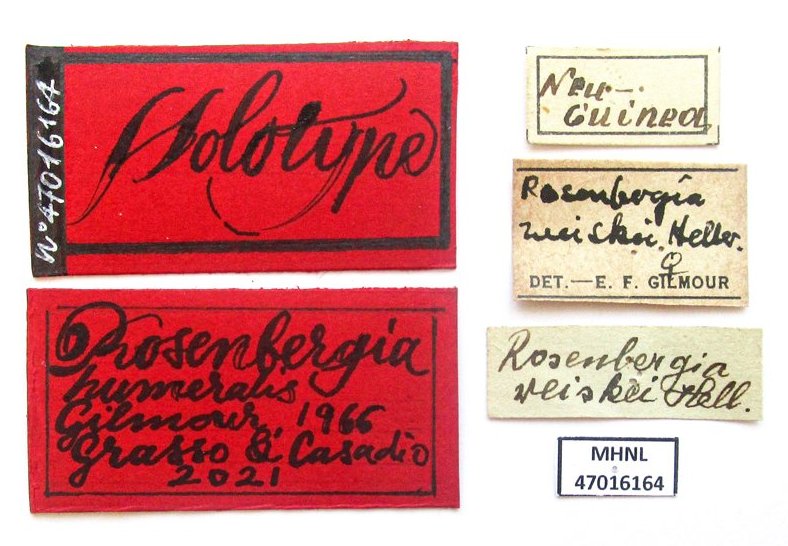 N° 47016164
Holotype
Rosenbergia
humeralis
Gilmour, 1966
Grasso & Casadio
2021
Neu-
Guinea
Rosenbergia
weiskei. Heller.
♀
DET.—E. F. GILMOUR
Rosenbergia
weiskei Hell.
MHNL
47016164